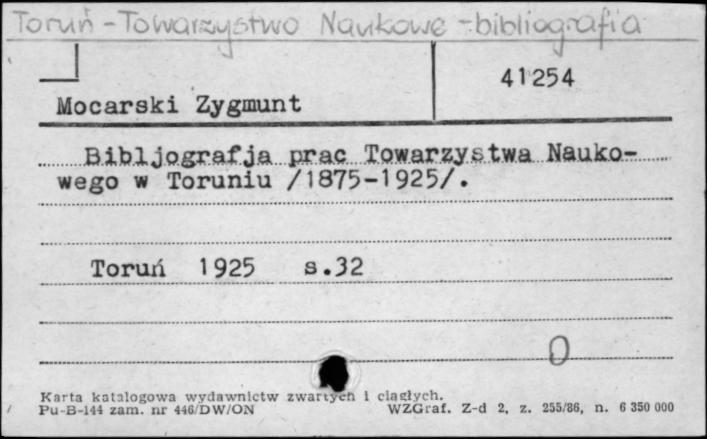 Toruń - Towarzystwo Naukowe - bibliografia
41254
Mocarski Zygmunt
Bibljografja prac Towarzystwa Nauko-
wego w Toruniu /1875-1925/.
Toruń 1925 s.32
0
Karta katalogowa wydawnictw zwartych i ciągłych.
Pu-B-144 zam. nr 446/DW/ON WZGraf. Z-d 2, z. 255/86, n. 6 350 000